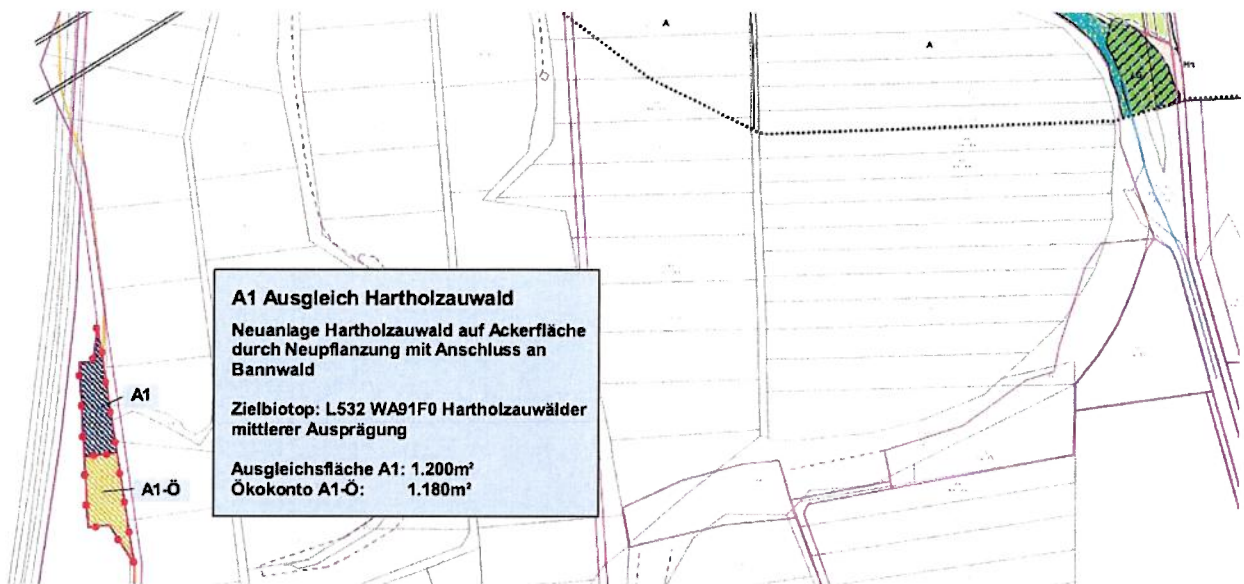 A
A
A1 Ausgleich Hartholzauwald
Neuanlage Hartholzauwald auf Ackerfläche
durch Neupflanzung mit Anschluss an
Bannwald
Zielbiotop: L532 WA91F0 Hartholzauwälder
mittlerer Ausprägung
Ausgleichsfläche A1: 1.200m²
Ökokonto A1-Ö: 1.180m²
A1
A1-Ö